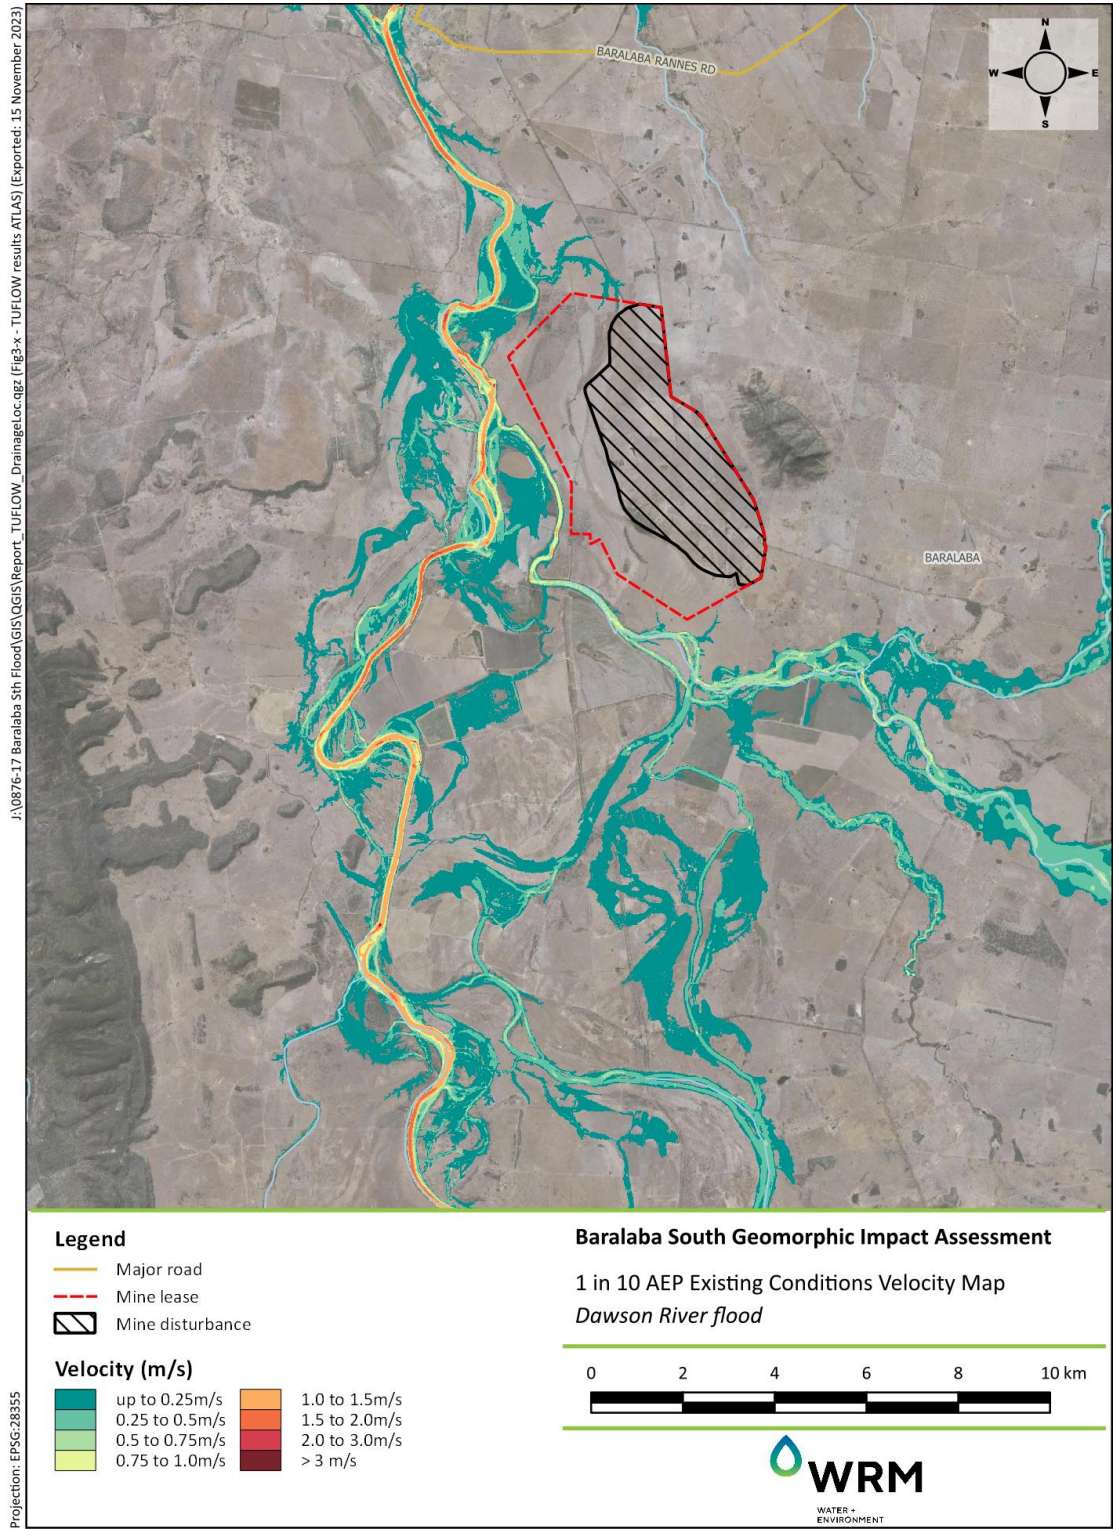 J:\0876-17 Baralaba Sth Flood\GIS\QGIS\Report_TUFLOW_DrainageLoc.qgz (Fig3-x - TUFLOW results ATLAS) (Exported: 15 November 2023)
Projection: EPSG:28355
BARALABA RANNES RD
N
W
E
S
BARALABA
Legend
Major road
Mine lease
Mine disturbance
Velocity (m/s)
up to 0.25m/s
0.25 to 0.5m/s
0.5 to 0.75m/s
0.75 to 1.0m/s
1.0 to 1.5m/s
1.5 to 2.0m/s
2.0 to 3.0m/s
> 3 m/s
Baralaba South Geomorphic Impact Assessment
1 in 10 AEP Existing Conditions Velocity Map
Dawson River flood
0 2 4 6 8 10 km
WRM
WATER +
ENVIRONMENT